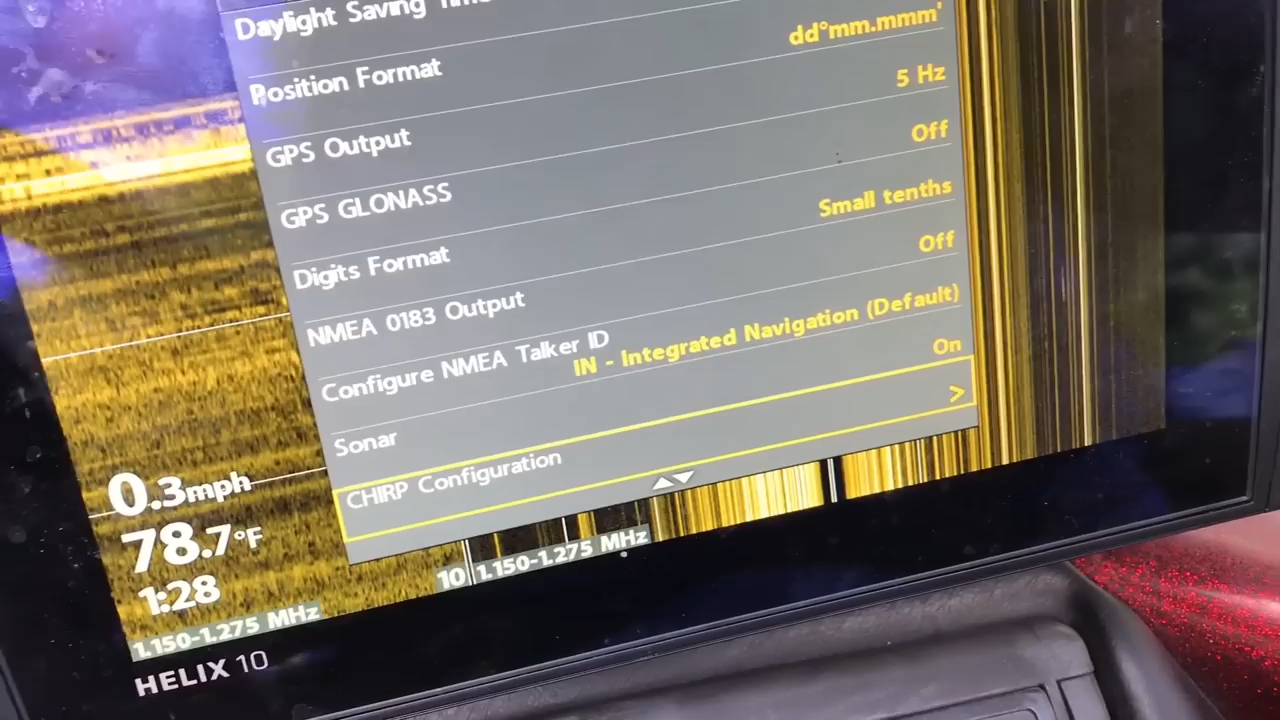 Daylight Saving Time
Position Format
dd°mm.mmm'
GPS Output
5 Hz
GPS GLONASS
Off
Digits Format
Small tenths
NMEA 0183 Output
Off
Configure NMEA Talker ID
IN - Integrated Navigation (Default)
Sonar
On
CHIRP Configuration
>
0.3mph
78.7°F
1:28
1.150-1.275 MHz
10
1.150-1.275 MHz
HELIX 10